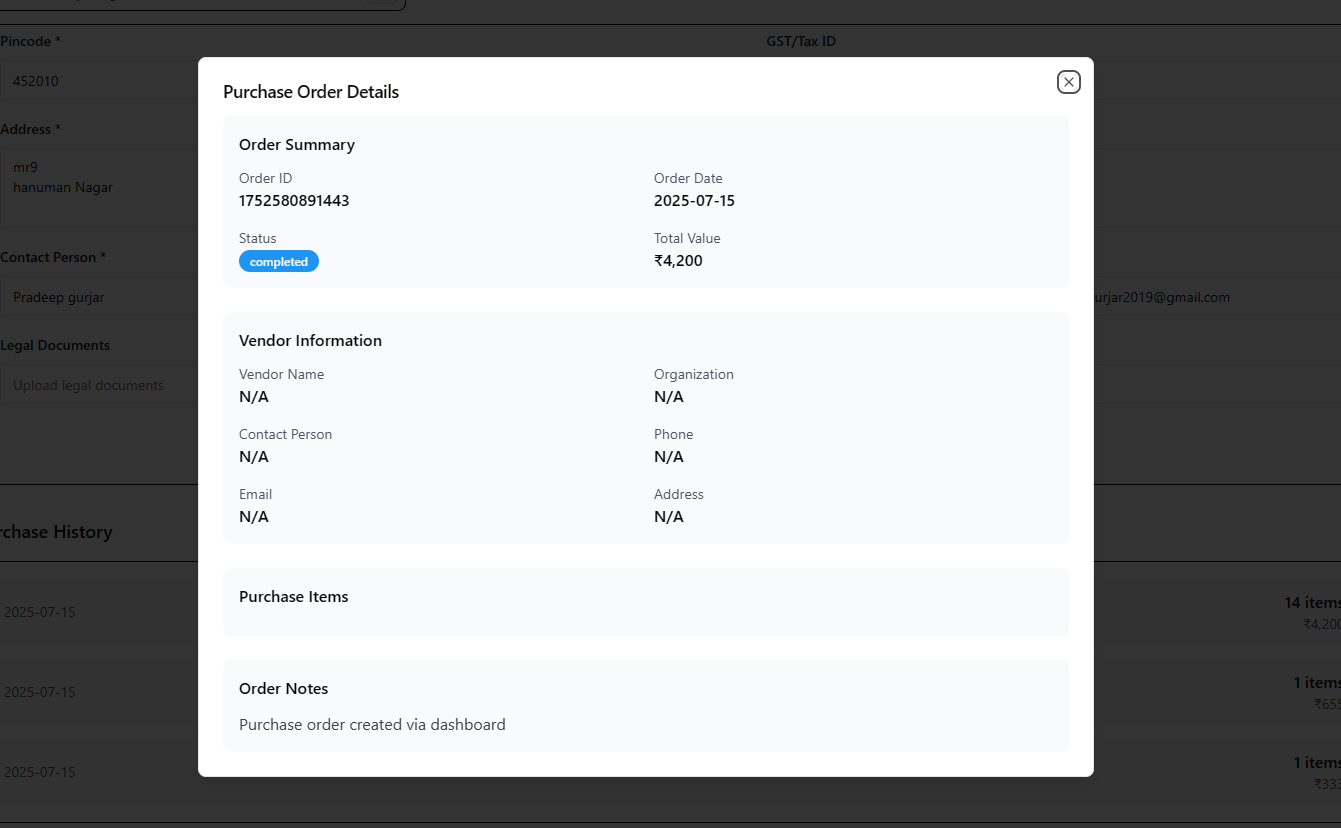 Pincode *
GST/Tax ID
452010
Address *
mr9
hanuman Nagar
Contact Person *
Pradeep gurjar
urjar2019@gmail.com
Legal Documents
Upload legal documents
Purchase Order Details
Order Summary
Order ID
Order Date
1752580891443
2025-07-15
Status
Total Value
completed
₹4,200
Vendor Information
Vendor Name
Organization
N/A
N/A
Contact Person
Phone
N/A
N/A
Email
Address
N/A
N/A
Purchase Items
Order Notes
Purchase order created via dashboard
rchase History
2025-07-15
14 items
₹4,200
2025-07-15
1 items
₹655
2025-07-15
1 items
₹333